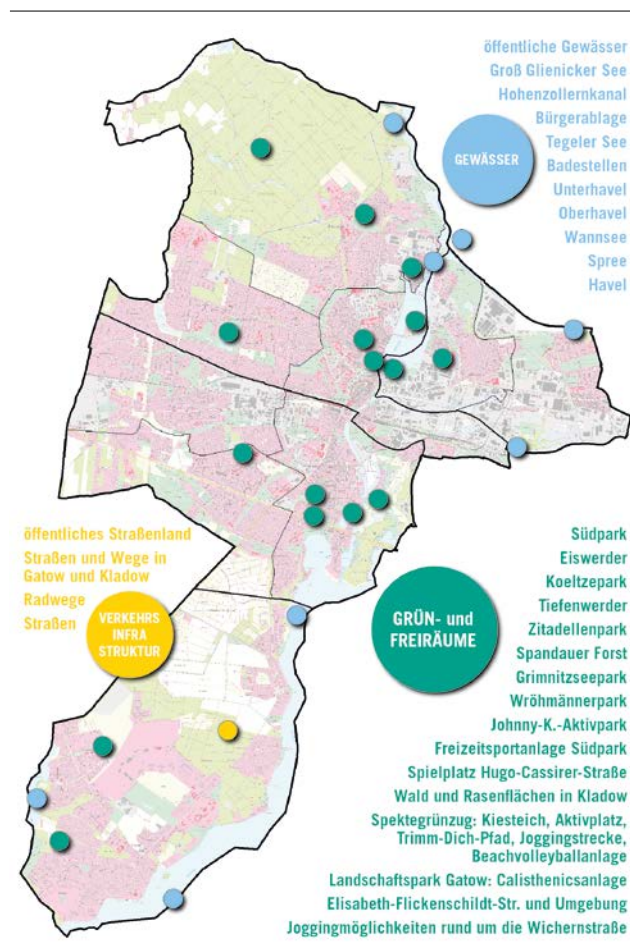 öffentliche Gewässer
Groß Glienicker See
Hohenzollernkanal
Bürgerablage
Tegeler See
Badestellen
Unterhavel
Oberhavel
Wannsee
Spree
Havel
GEWÄSSER
öffentliches Straßenland
Straßen und Wege in
Gatow und Kladow
Radwege
Straßen
VERKEHRS
INFRA
STRUKTUR
GRÜN- und
FREIRÄUME
Südpark
Eiswerder
Koeltzepark
Tiefenwerder
Zitadellenpark
Spandauer Forst
Grimnitzseepark
Wröhmännerpark
Johnny-K.-Aktivpark
Freizeitsportanlage Südpark
Spielplatz Hugo-Cassirer-Straße
Wald und Rasenflächen in Kladow
Spektegrünzug: Kiesteich, Aktivplatz,
Trimm-Dich-Pfad, Joggingstrecke,
Beachvolleyballanlage
Landschaftspark Gatow: Calisthenicsanlage
Elisabeth-Flickenschildt-Str. und Umgebung
Joggingmöglichkeiten rund um die Wichernstraße